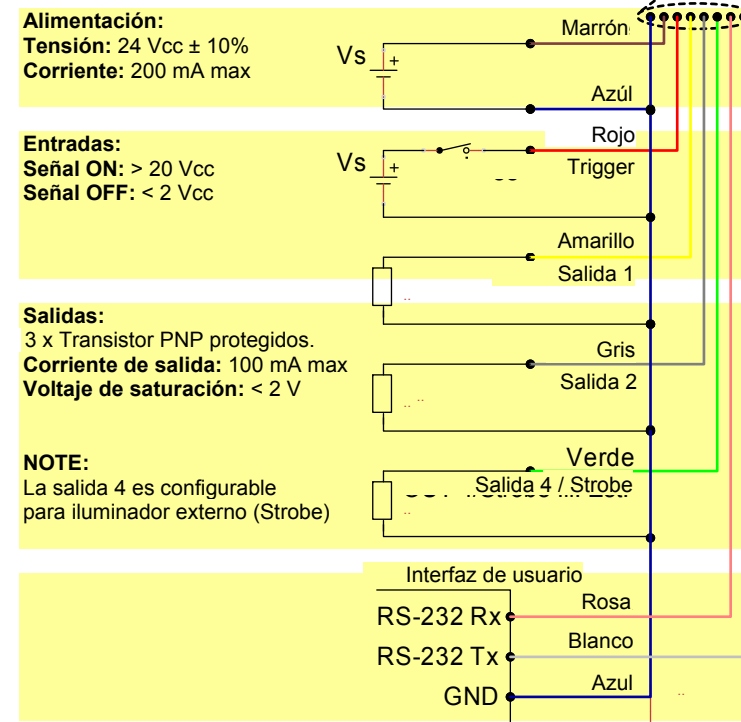 Alimentación:
Tensión: 24 Vcc ± 10%
Corriente: 200 mA max
Vs
+
Marrón
Azúl
Entradas:
Señal ON: > 20 Vcc
Señal OFF: < 2 Vcc
Vs
+
Rojo
Trigger
Amarillo
Salida 1
Salidas:
3 x Transistor PNP protegidos.
Corriente de salida: 100 mA max
Voltaje de saturación: < 2 V
Gris
Salida 2
NOTE:
La salida 4 es configurable
para iluminador externo (Strobe)
Verde
Salida 4 / Strobe
Interfaz de usuario
RS-232 Rx
Rosa
RS-232 Tx
Blanco
GND
Azul